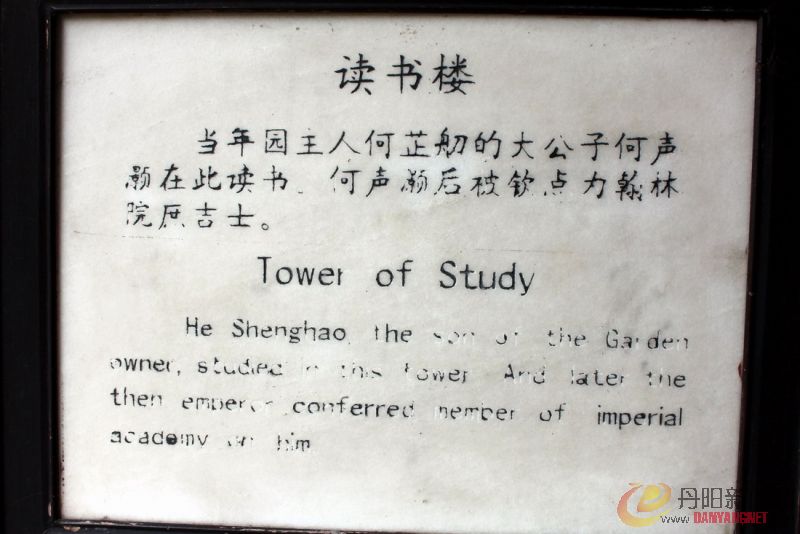 读书楼
当年园主人何芷舠的大公子何声
灏在此读书．何声灏后被钦点为翰林
院庶吉士。
Tower of Study
He Shenghao, the son of the Garden
owner, studied in this tower. And later the
then emperor conferred member of imperial
academy on him
丹阳新
www.DANYANG.NET